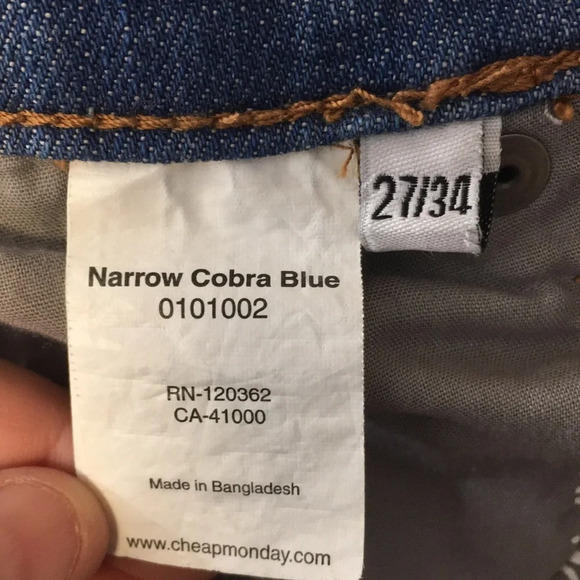 Narrow Cobra Blue
0101002
RN-120362
CA-41000
Made in Bangladesh
www.cheapmonday.com
27/34